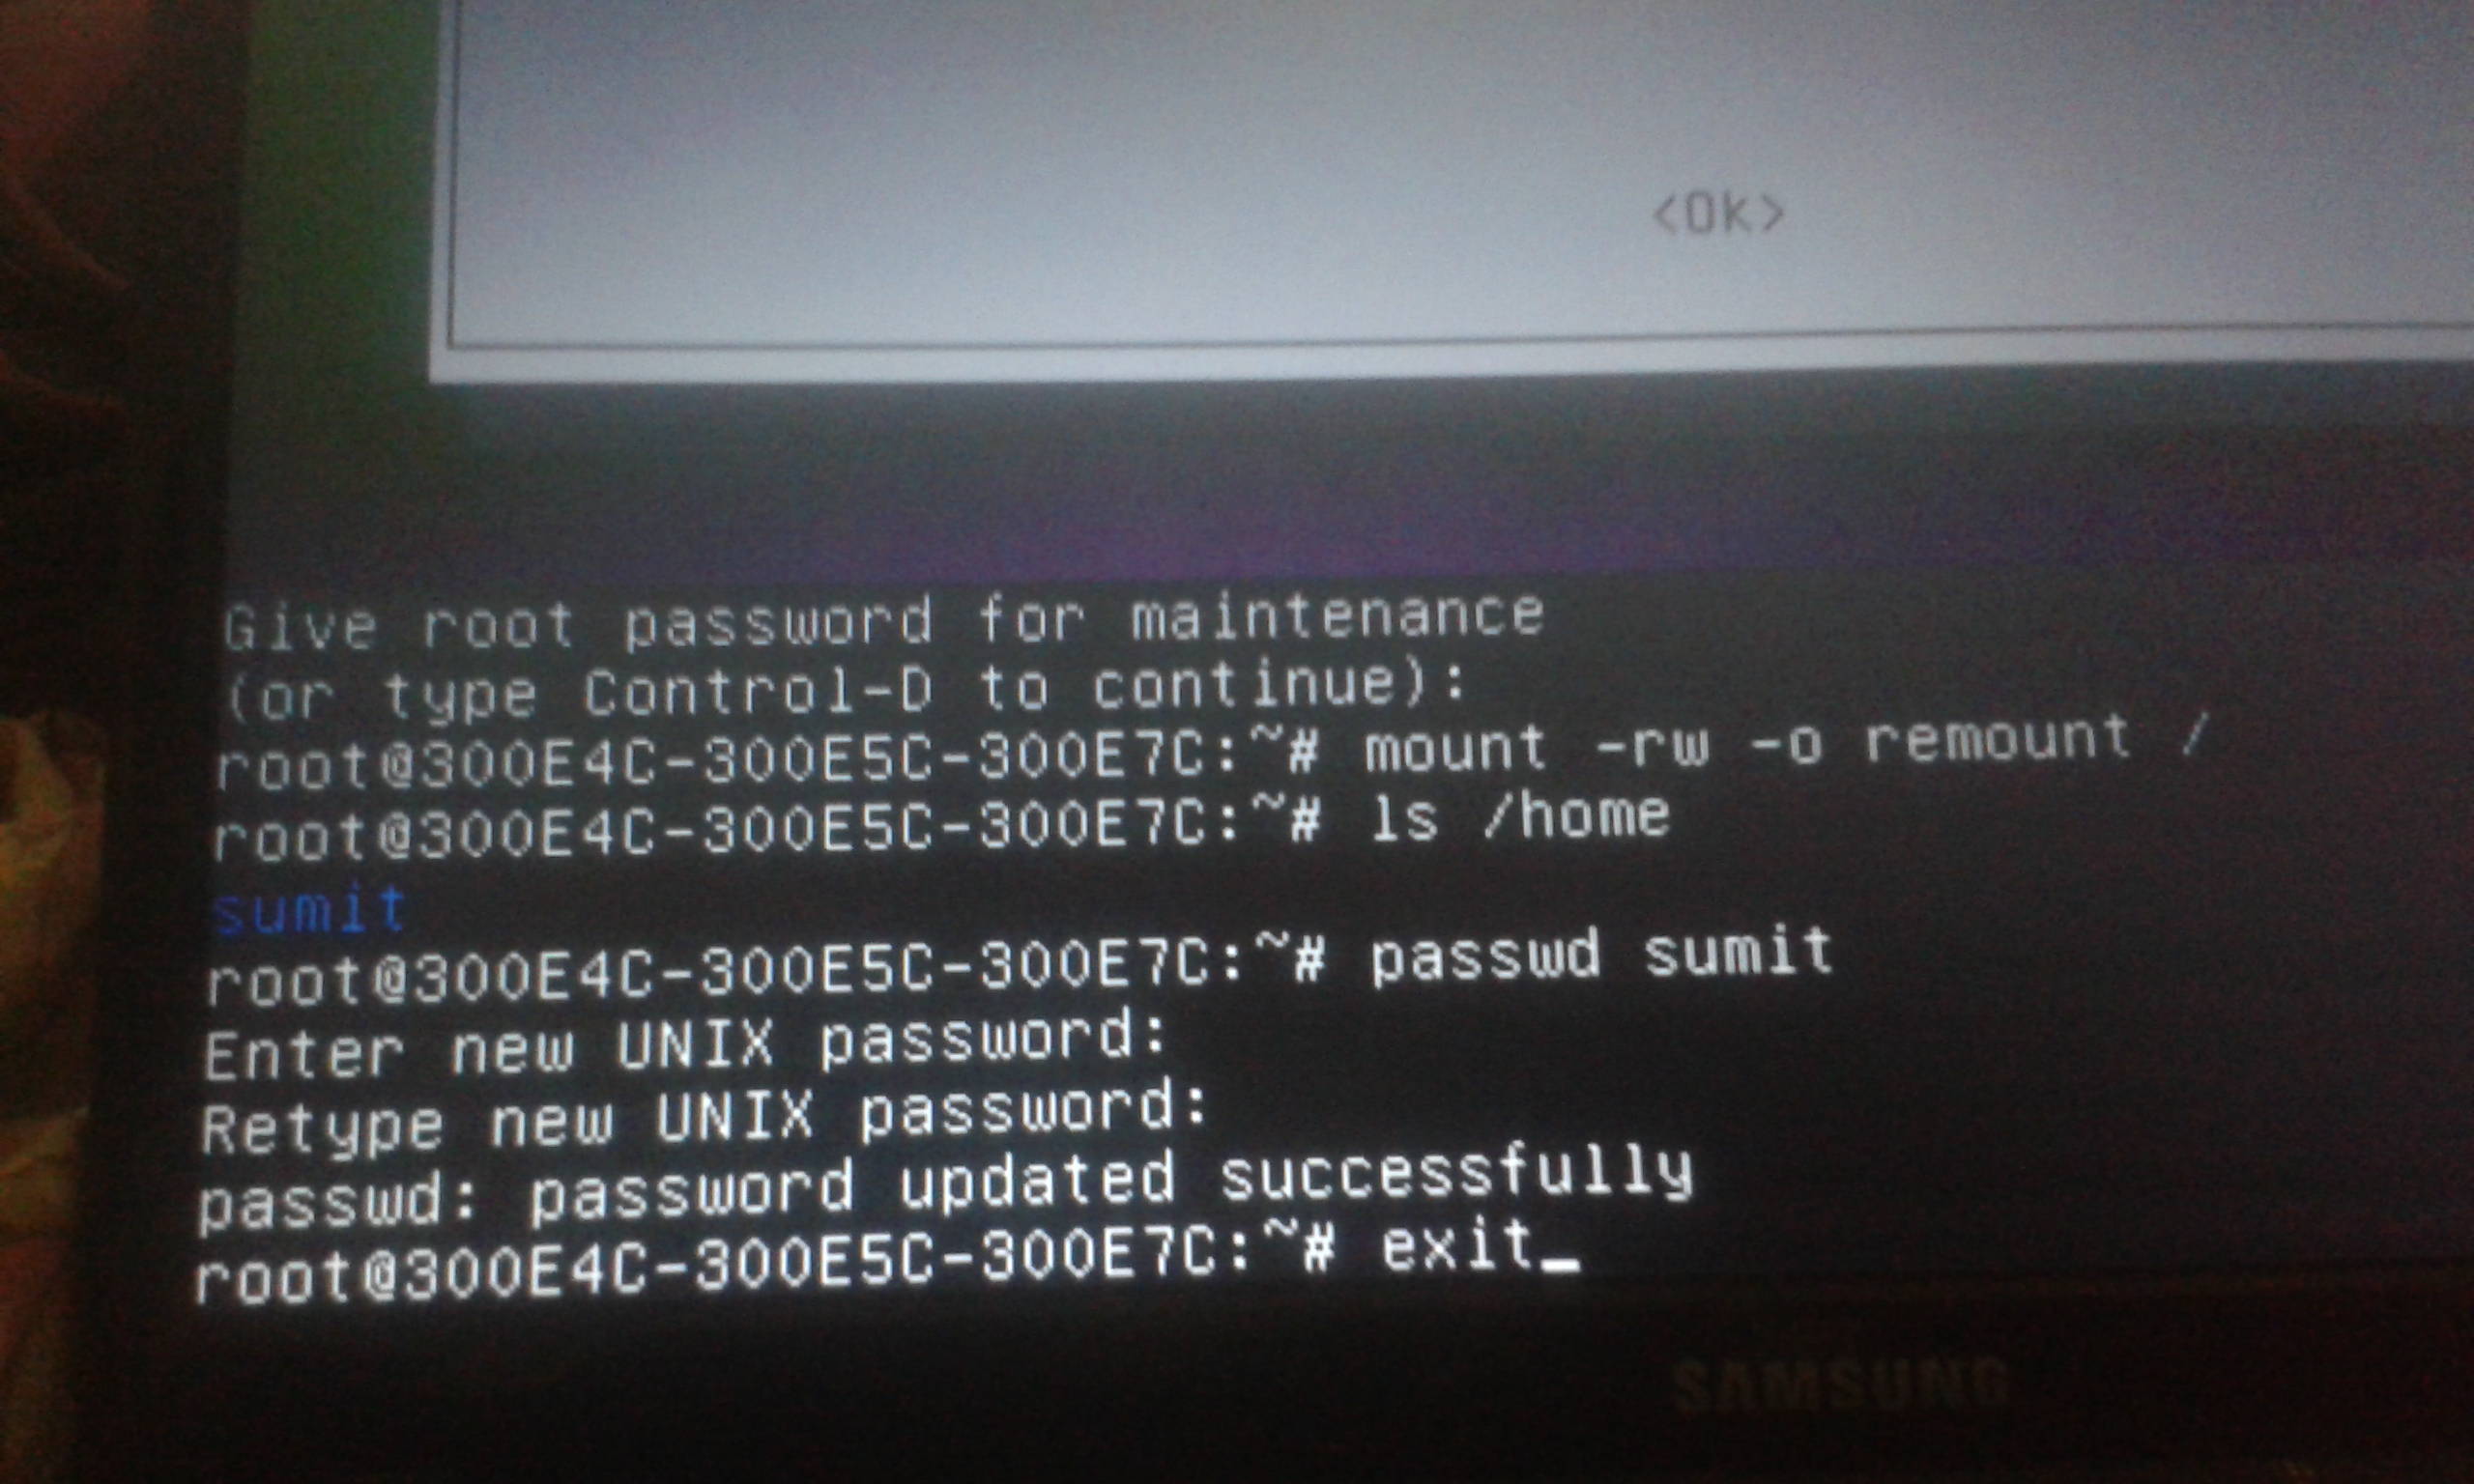 <Ok>
Give root password for maintenance
(or type Control-D to continue):
root@300E4C-300E5C-300E7C:~# mount -rw -o remount /
root@300E4C-300E5C-300E7C:~# ls /home
sumit
root@300E4C-300E5C-300E7C:~# passwd sumit
Enter new UNIX password:
Retype new UNIX password:
passwd: password updated successfully
root@300E4C-300E5C-300E7C:~# exit_
SAMSUNG